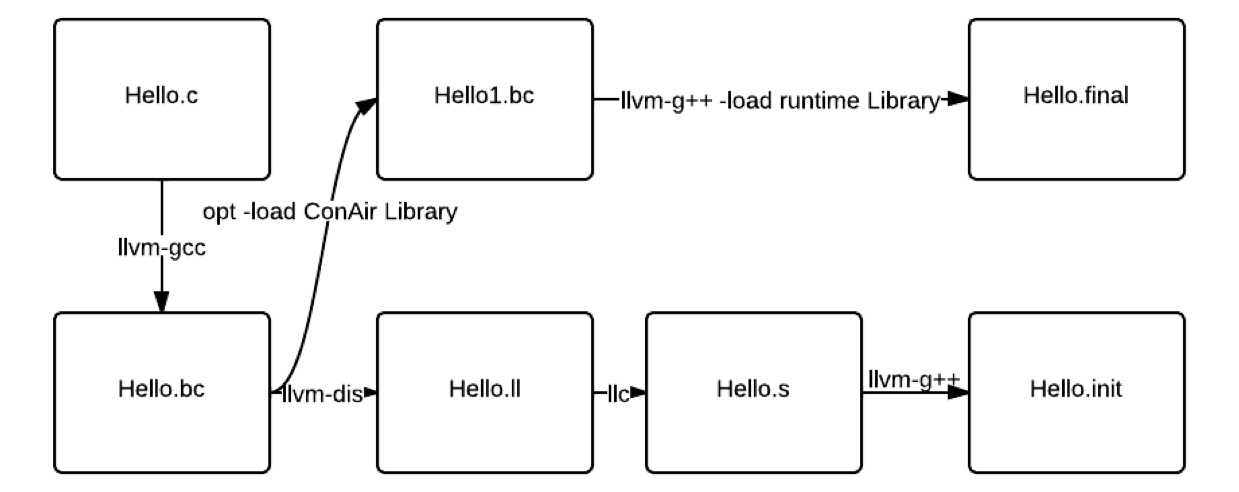 Hello.c
Hello1.bc
llvm-g++ -load runtime Library
Hello.final
opt -load ConAir Library
llvm-gcc
Hello.bc
llvm-dis
Hello.ll
llc
Hello.s
llvm-g++
Hello.init